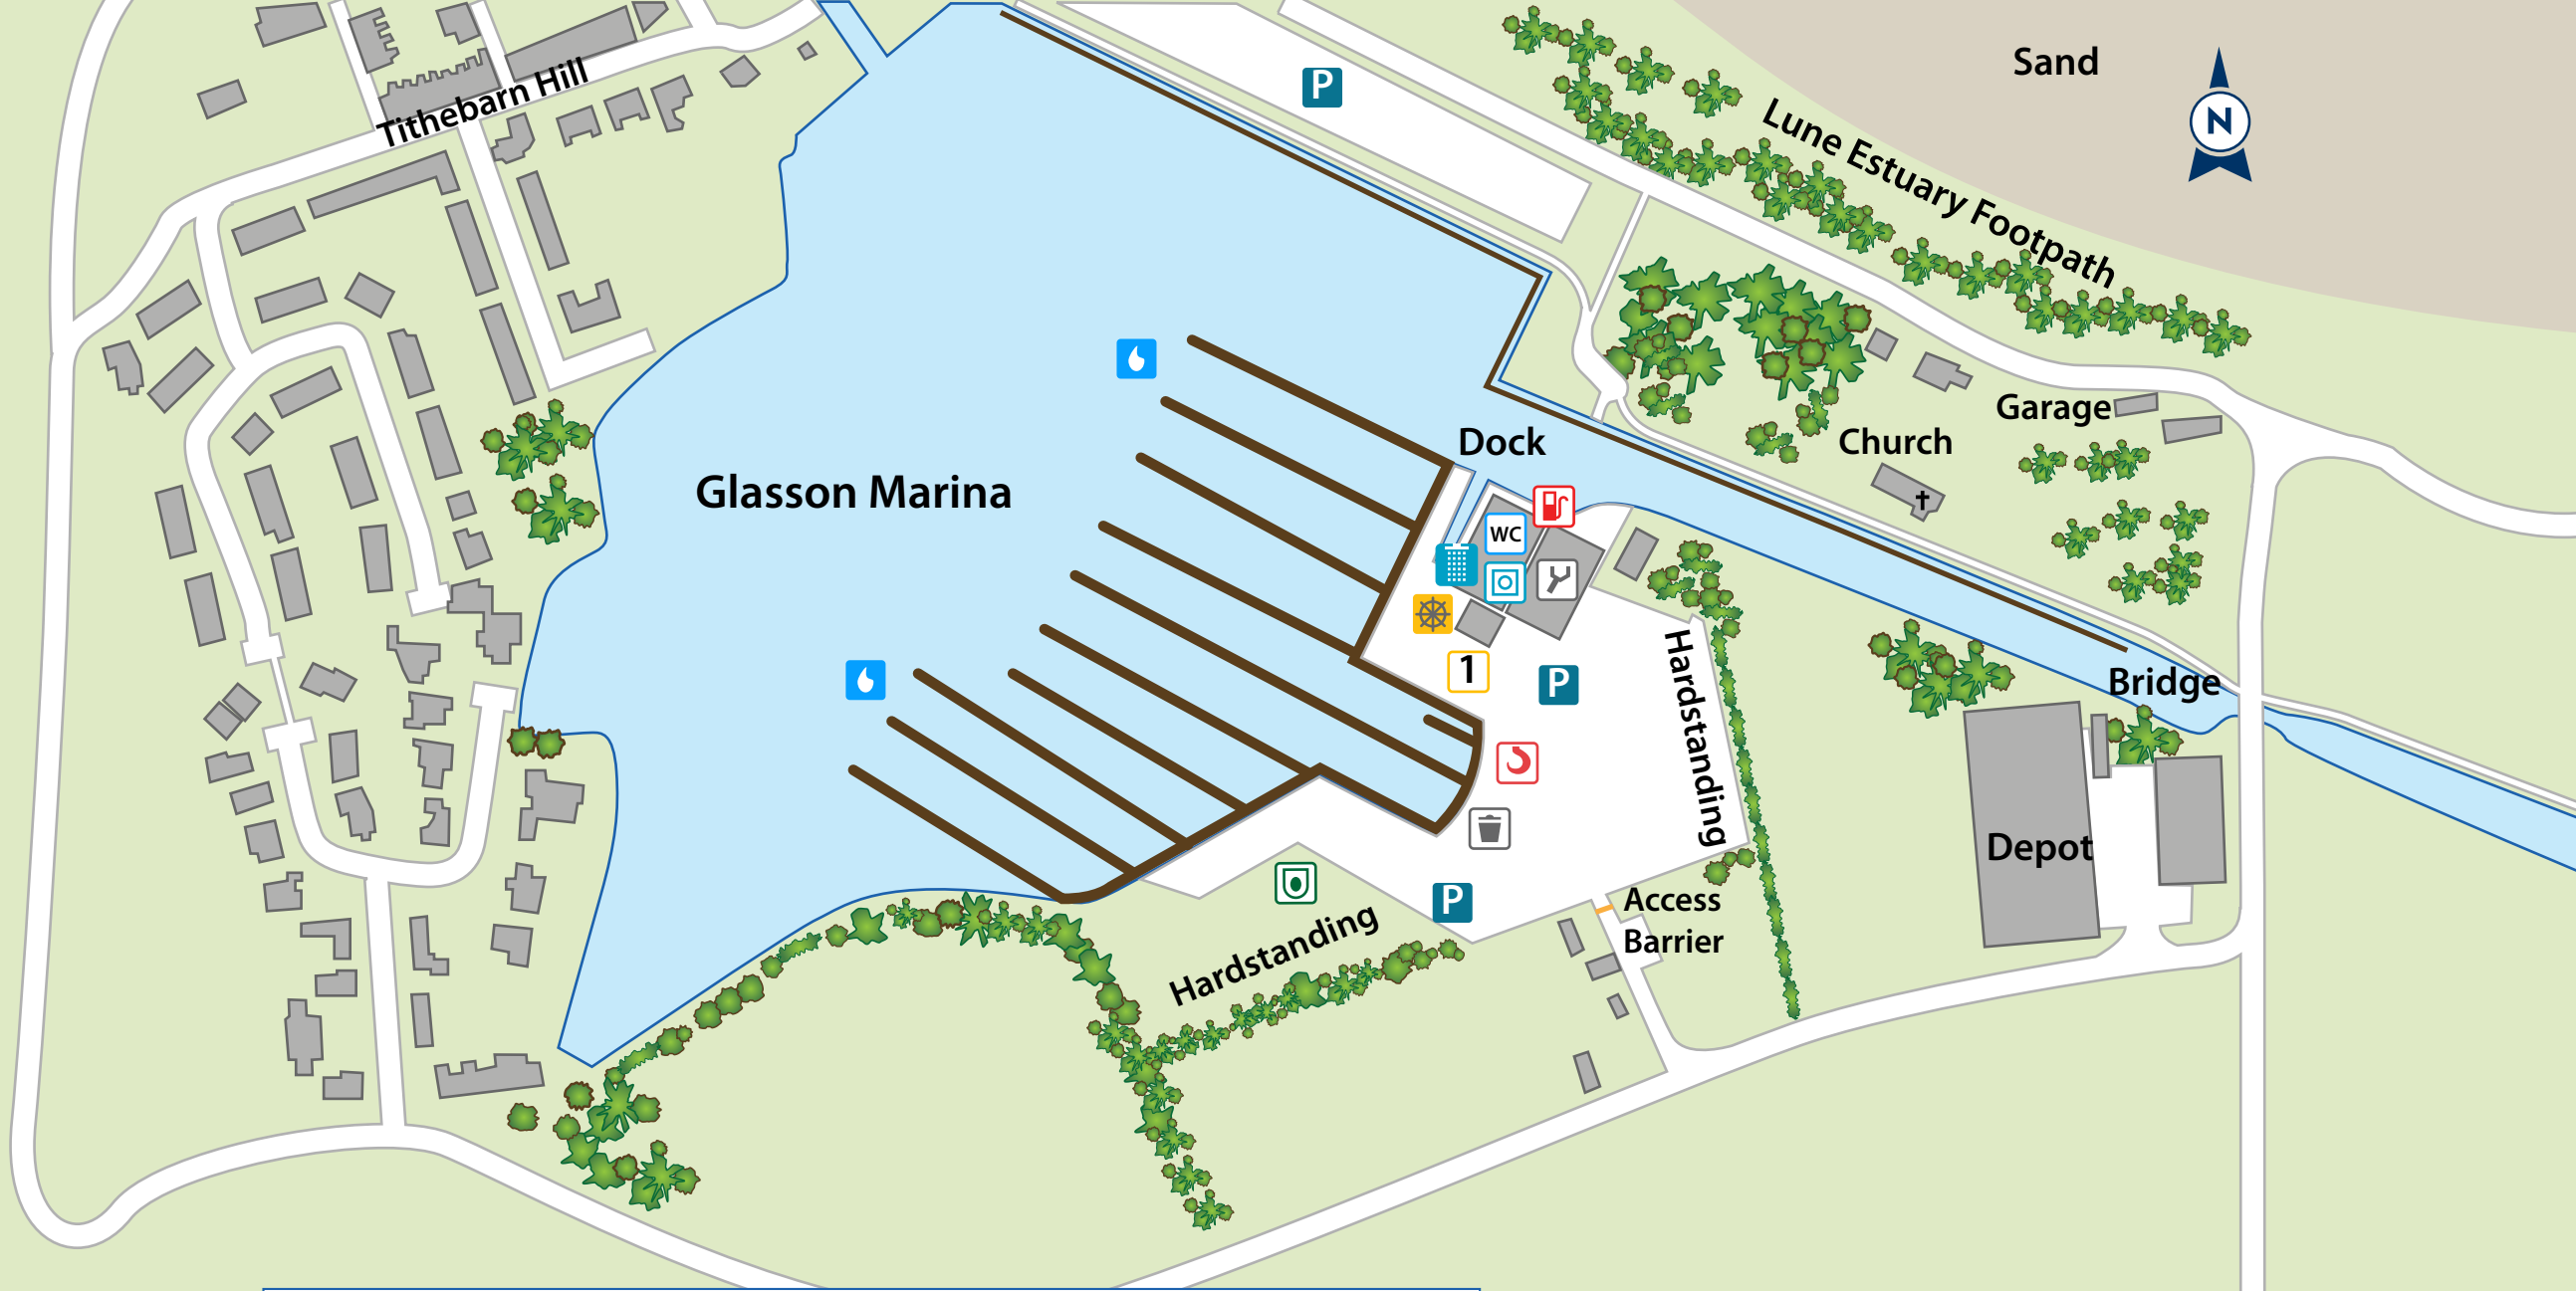 Sand
P
N
Tithebarn Hill
Lune Estuary Footpath
Garage
Church
Dock
Glasson Marina
WC
1
P
Hardstanding
Bridge
Depot
P
Access
Barrier
Hardstanding